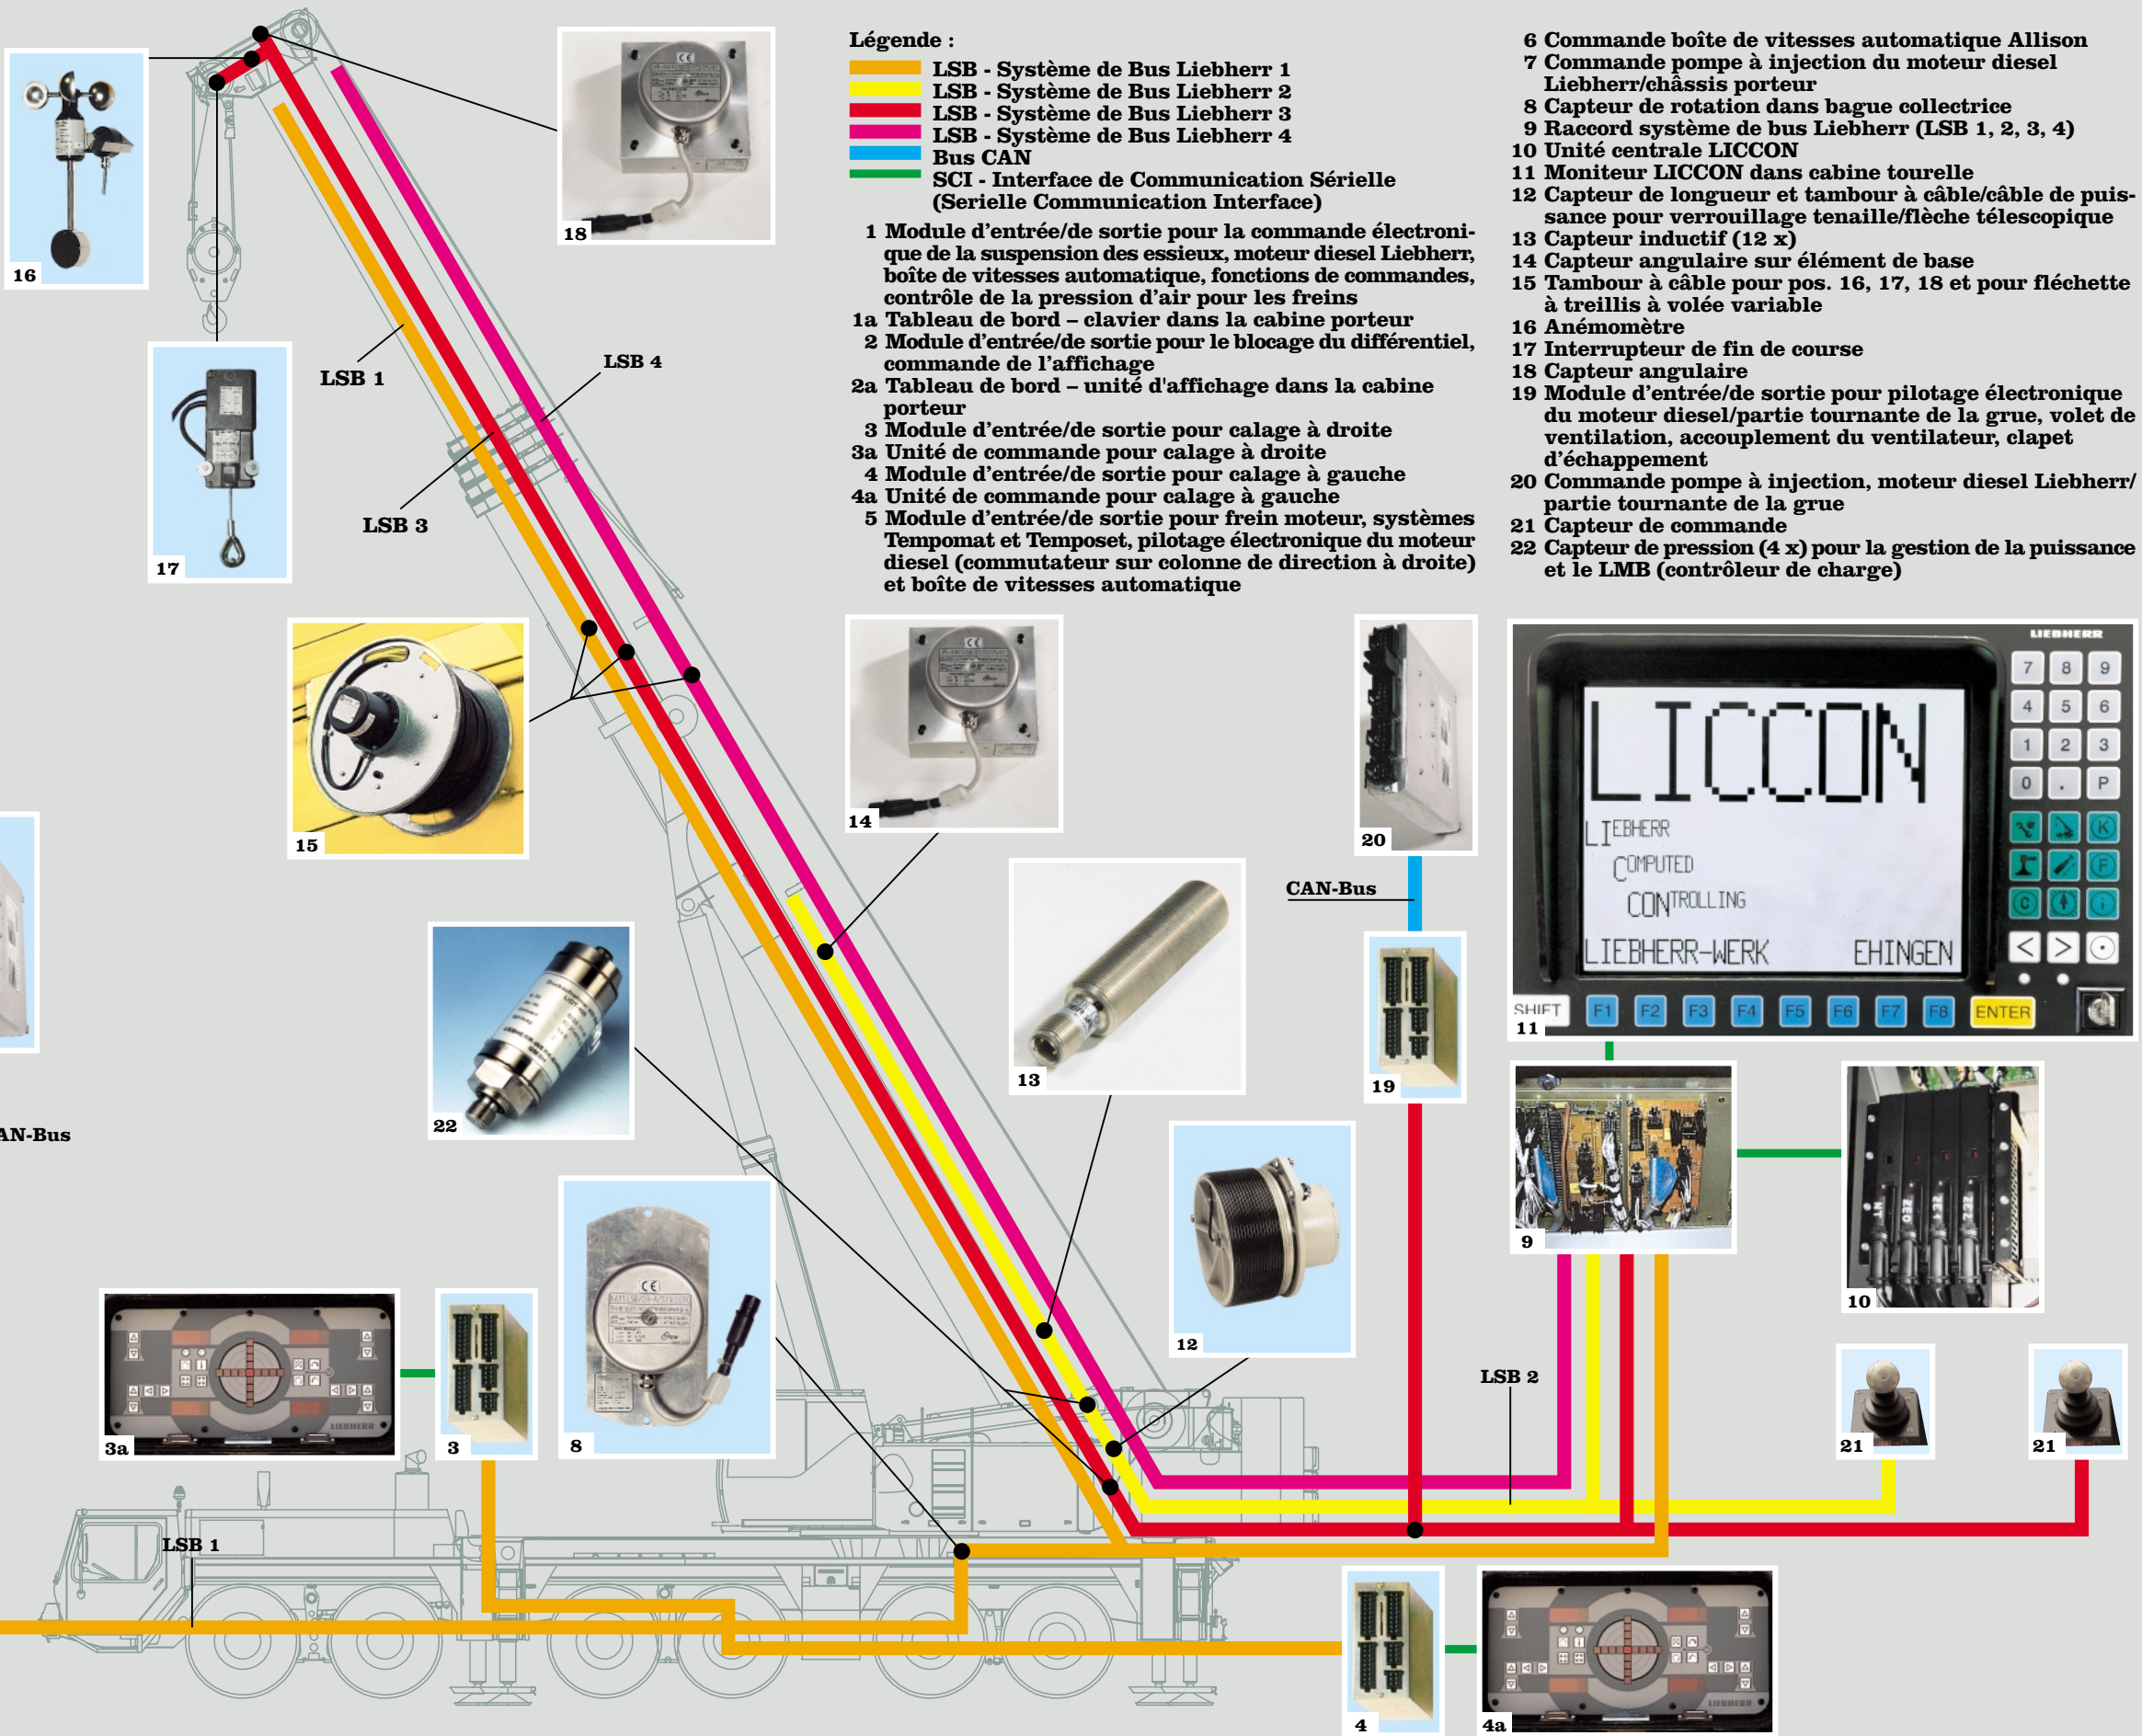 Légende :
LSB - Système de Bus Liebherr 1
LSB - Système de Bus Liebherr 2
LSB - Système de Bus Liebherr 3
LSB - Système de Bus Liebherr 4
Bus CAN
SCI - Interface de Communication Sérielle
(Serielle Communication Interface)
1 Module d'entrée/de sortie pour la commande électroni-
que de la suspension des essieux, moteur diesel Liebherr,
boîte de vitesses automatique, fonctions de commandes,
contrôle de la pression d'air pour les freins
1a Tableau de bord – clavier dans la cabine porteur
2 Module d'entrée/de sortie pour le blocage du différentiel,
commande de l'affichage
2a Tableau de bord – unité d'affichage dans la cabine
porteur
3 Module d'entrée/de sortie pour calage à droite
3a Unité de commande pour calage à droite
4 Module d'entrée/de sortie pour calage à gauche
4a Unité de commande pour calage à gauche
5 Module d'entrée/de sortie pour frein moteur, systèmes
Tempomat et Temposet, pilotage électronique du moteur
diesel (commutateur sur colonne de direction à droite)
et boîte de vitesses automatique
6 Commande boîte de vitesses automatique Allison
7 Commande pompe à injection du moteur diesel
Liebherr/châssis porteur
8 Capteur de rotation dans bague collectrice
9 Raccord système de bus Liebherr (LSB 1, 2, 3, 4)
10 Unité centrale LICCON
11 Moniteur LICCON dans cabine tourelle
12 Capteur de longueur et tambour à câble/câble de puis-
sance pour verrouillage tenaille/flèche télescopique
13 Capteur inductif (12 x)
14 Capteur angulaire sur élément de base
15 Tambour à câble pour pos. 16, 17, 18 et pour fléchette
à treillis à volée variable
16 Anémomètre
17 Interrupteur de fin de course
18 Capteur angulaire
19 Module d'entrée/de sortie pour pilotage électronique
du moteur diesel/partie tournante de la grue, volet de
ventilation, accouplement du ventilateur, clapet
d'échappement
20 Commande pompe à injection, moteur diesel Liebherr/
partie tournante de la grue
21 Capteur de commande
22 Capteur de pression (4 x) pour la gestion de la puissance
et le LMB (contrôleur de charge)
16
18
17
LSB 1
LSB 4
LSB 3
15
14
20
CAN-Bus
19
LIEBHERR
LICCON
LIEBHERR
COMPUTED
CONTROLLING
LIEBHERR-WERK EHINGEN
7 8 9
4 5 6
1 2 3
0 . P
K
F
C i
< >
SHIFT F1 F2 F3 F4 F5 F6 F7 F8 ENTER
11
22
13
12
9
10
AN-Bus
LIEBHERR
3a
3
8
LSB 2
21
21
LSB 1
4
LIEBHERR
4a